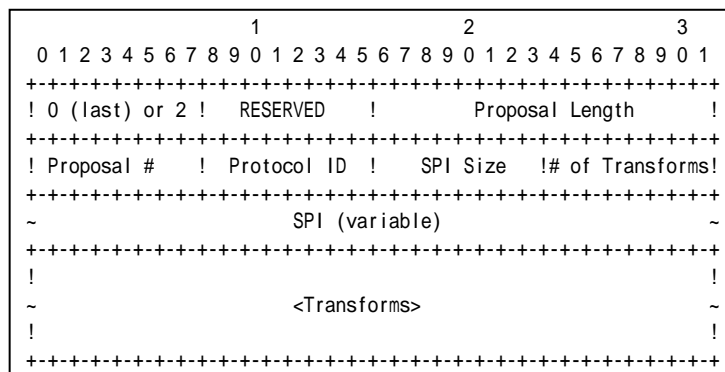 1                   2                   3
 0 1 2 3 4 5 6 7 8 9 0 1 2 3 4 5 6 7 8 9 0 1 2 3 4 5 6 7 8 9 0 1
+-+-+-+-+-+-+-+-+-+-+-+-+-+-+-+-+-+-+-+-+-+-+-+-+-+-+-+-+-+-+-+-+
! 0 (last) or 2 !   RESERVED    !         Proposal Length       !
+-+-+-+-+-+-+-+-+-+-+-+-+-+-+-+-+-+-+-+-+-+-+-+-+-+-+-+-+-+-+-+-+
! Proposal #    !  Protocol ID  !    SPI Size   !# of Transforms!
+-+-+-+-+-+-+-+-+-+-+-+-+-+-+-+-+-+-+-+-+-+-+-+-+-+-+-+-+-+-+-+-+
~                        SPI (variable)                         ~
+-+-+-+-+-+-+-+-+-+-+-+-+-+-+-+-+-+-+-+-+-+-+-+-+-+-+-+-+-+-+-+-+
!                                                               !
~                        <Transforms>                           ~
!                                                               !
+-+-+-+-+-+-+-+-+-+-+-+-+-+-+-+-+-+-+-+-+-+-+-+-+-+-+-+-+-+-+-+-+